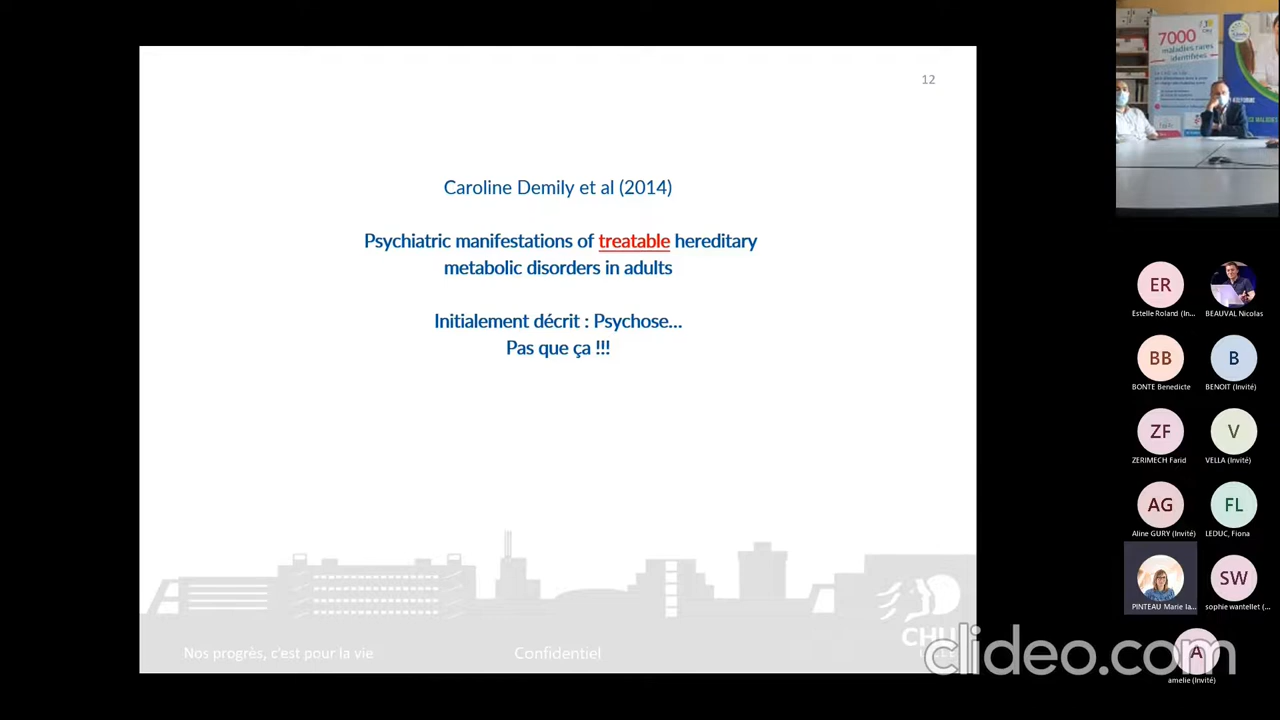 12
Caroline Demily et al (2014)
Psychiatric manifestations of treatable hereditary
metabolic disorders in adults
Initialement décrit : Psychose...
Pas que ça !!!
Nos progrès, c'est pour la vie
Confidentiel
CHU
clideo.com
7000
maladies rares
identifiées
ER
Estelle Roland (In...
BEAUVAL Nicolas
BB
BONTE Benedicte
B
BENOIT (Invité)
ZF
ZERIMECH Farid
V
VELLA (Invité)
AG
Aline GURY (Invité)
FL
LEDUC, Fiona
PINTEAU Marie la...
SW
sophie wantellet (...
A
amelie (Invité)